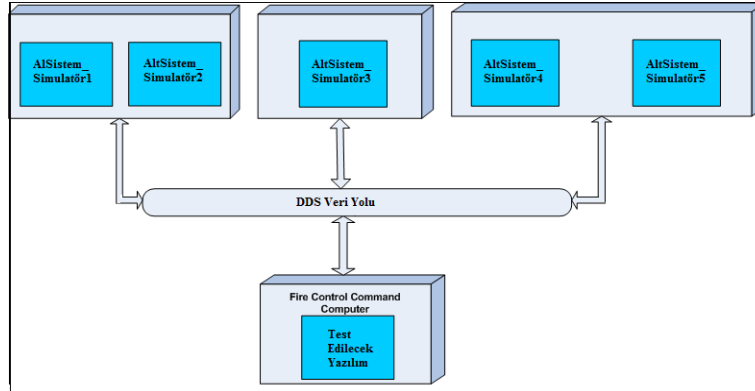 AlSistem_
Simulatör1
AltSistem_
Simulatör2
AltSistem_
Simulatör3
AltSistem_
Simulatör4
AltSistem_
Simulatör5
DDS Veri Yolu
Fire Control Command
Computer
Test
Edilecek
Yazılım